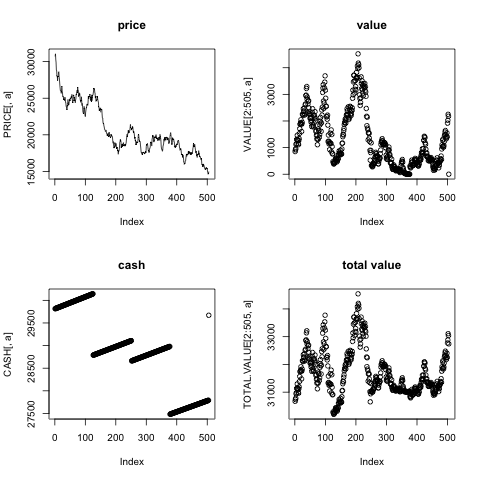 price
PRICE[, a]
30000
25000
20000
15000
0 100 200 300 400 500
Index
value
VALUE[2:505, a]
3000
1000
0
0 100 200 300 400 500
Index
cash
CASH[, a]
29500
28500
27500
0 100 200 300 400 500
Index
total value
TOTAL.VALUE[2:505, a]
33000
31000
0 100 200 300 400 500
Index